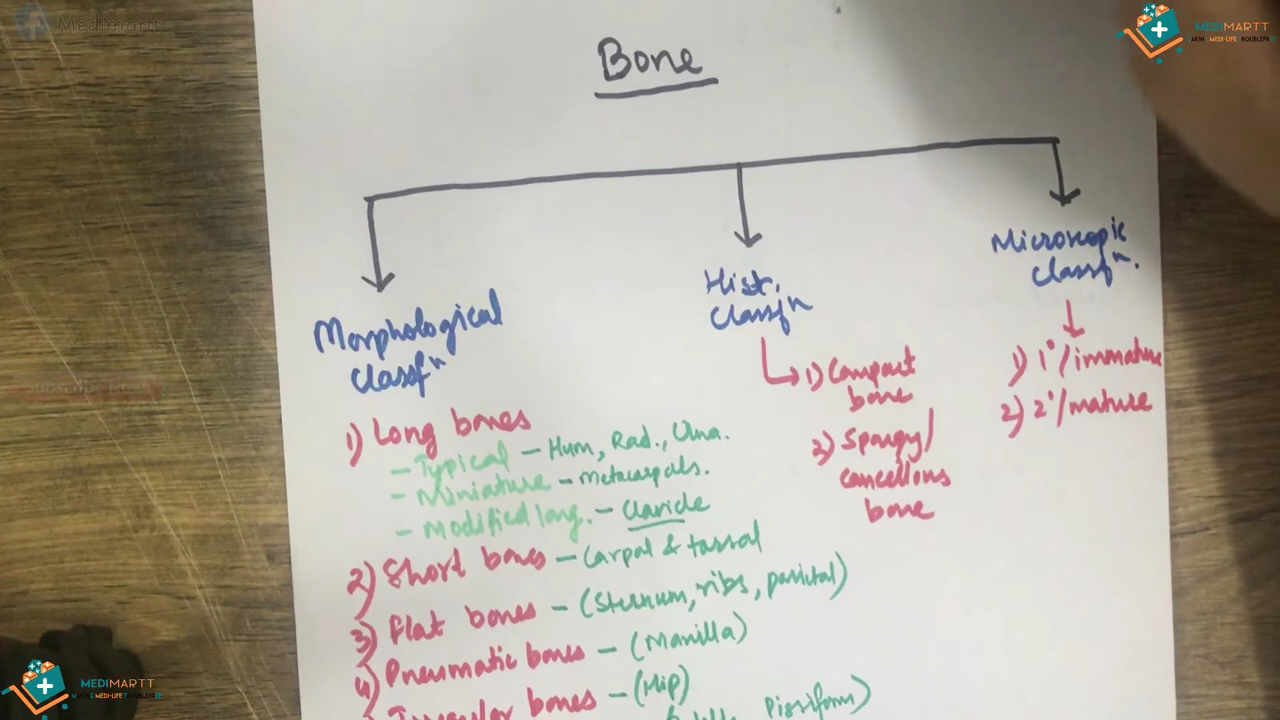 Medimartt
MEDIMARTT
Bone
Morphological
Classfⁿ
1) Long bones
- Typical - Hum, Rad., Ulna.
- Miniature - Metacarpals.
- Modified long. - Clavicle
2) Short bones - Carpal & tarsal
3) Flat bones - (Sternum, ribs, parietal)
4) Pneumatic bones - (Maxilla)
Irregular bones - (Hip)
Pisiform)
Hist.
Classfⁿ
1) Compact
bone
2) Spongy/
cancellous
bone
Microscopic
Classfⁿ.
1) 1°/immature
2) 2°/mature
MEDIMARTT